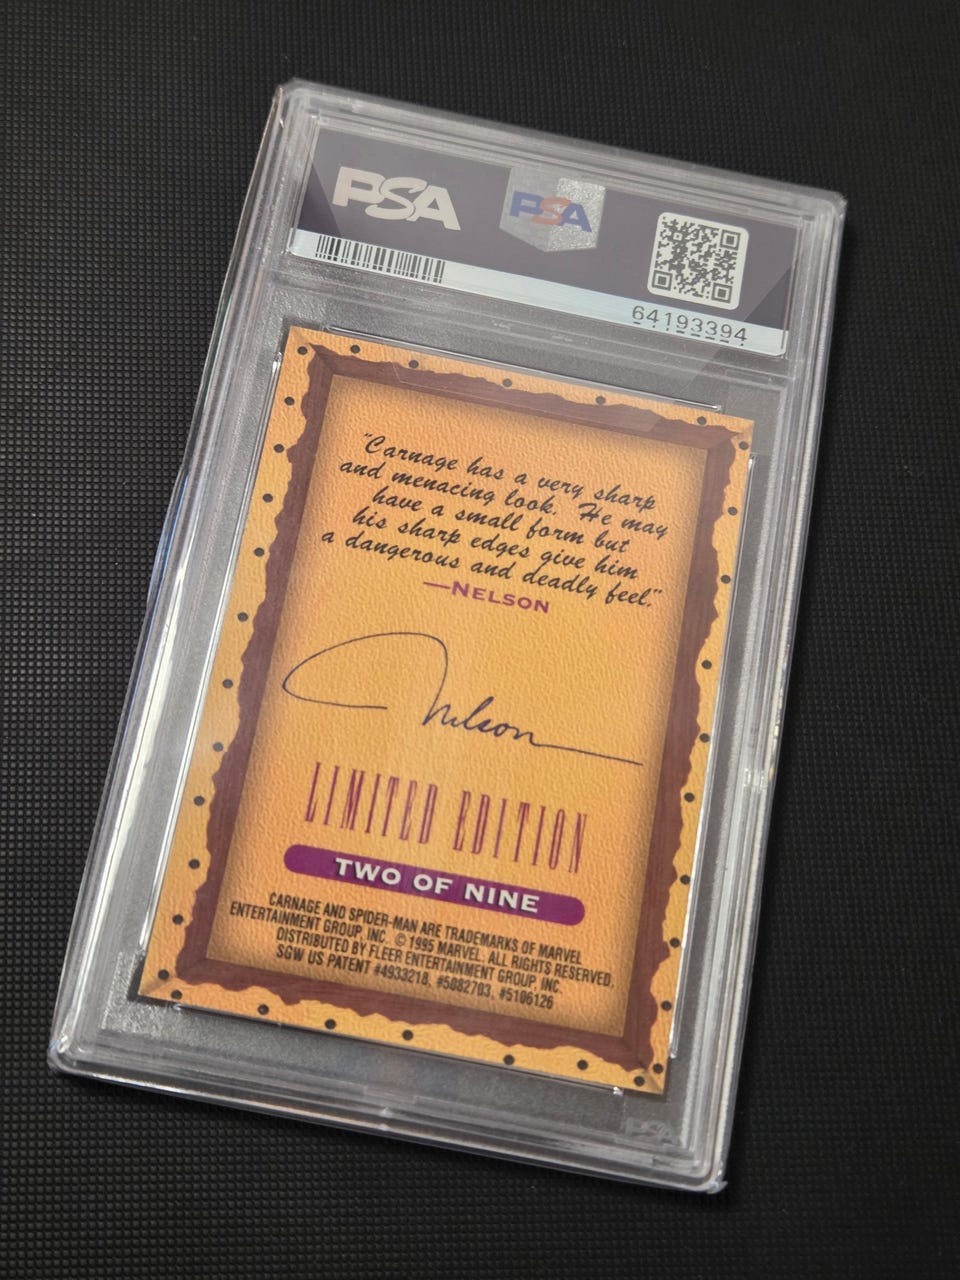 PSA
PSA
64193394
"Carnage has a very sharp
and menacing look. He may
have a small form but
his sharp edges give him
a dangerous and deadly feel."
—NELSON
Nelson
LIMITED EDITION
TWO OF NINE
CARNAGE AND SPIDER-MAN ARE TRADEMARKS OF MARVEL
ENTERTAINMENT GROUP, INC. © 1995 MARVEL. ALL RIGHTS RESERVED.
DISTRIBUTED BY FLEER ENTERTAINMENT GROUP, INC.
SGW US PATENT #4933218, #5082703, #5106126
PSA